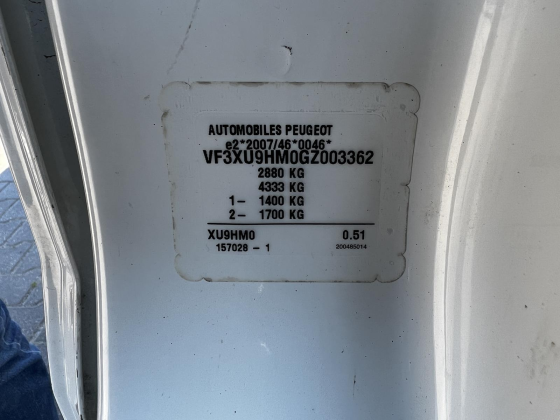 AUTOMOBILES PEUGEOT
e2*2007/46*0046*
VF3XU9HM0GZ003362
2880 KG
4333 KG
1– 1400 KG
2– 1700 KG
XU9HM0 0.51
157028 – 1 200485014